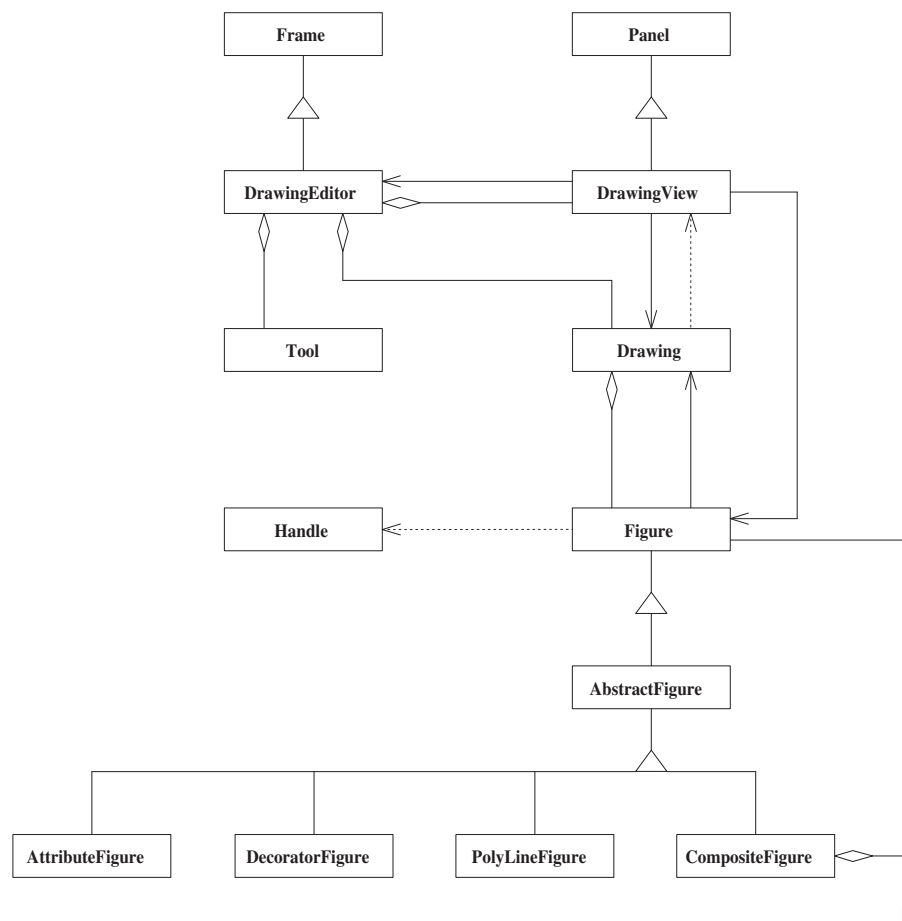 Frame
Panel
DrawingEditor
DrawingView
Tool
Drawing
Handle
Figure
AbstractFigure
AttributeFigure
DecoratorFigure
PolyLineFigure
CompositeFigure